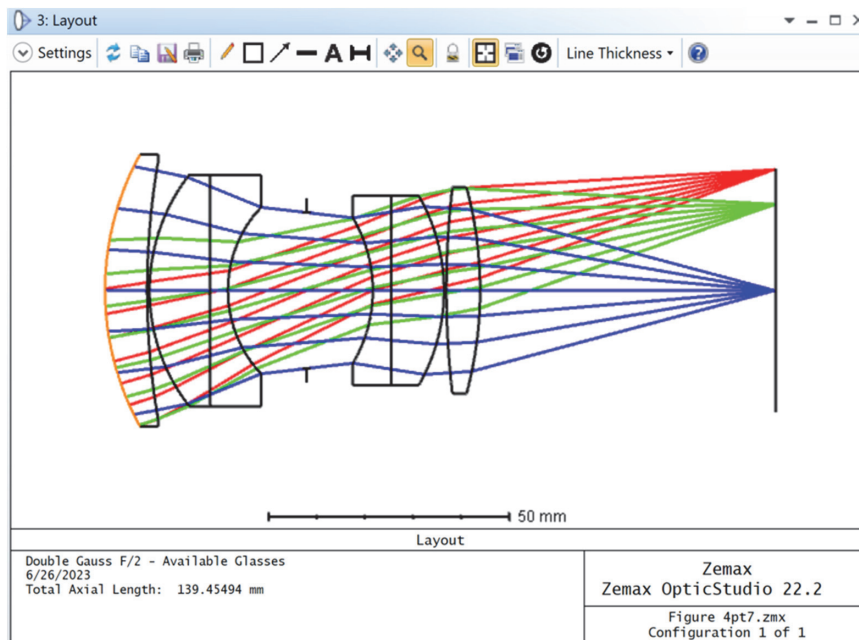 3: Layout
Settings
A
Line Thickness
50 mm
Layout
Double Gauss F/2 - Available Glasses
6/26/2023
Total Axial Length: 139.45494 mm
Zemax
Zemax OpticStudio 22.2
Figure 4pt7.zmx
Configuration 1 of 1